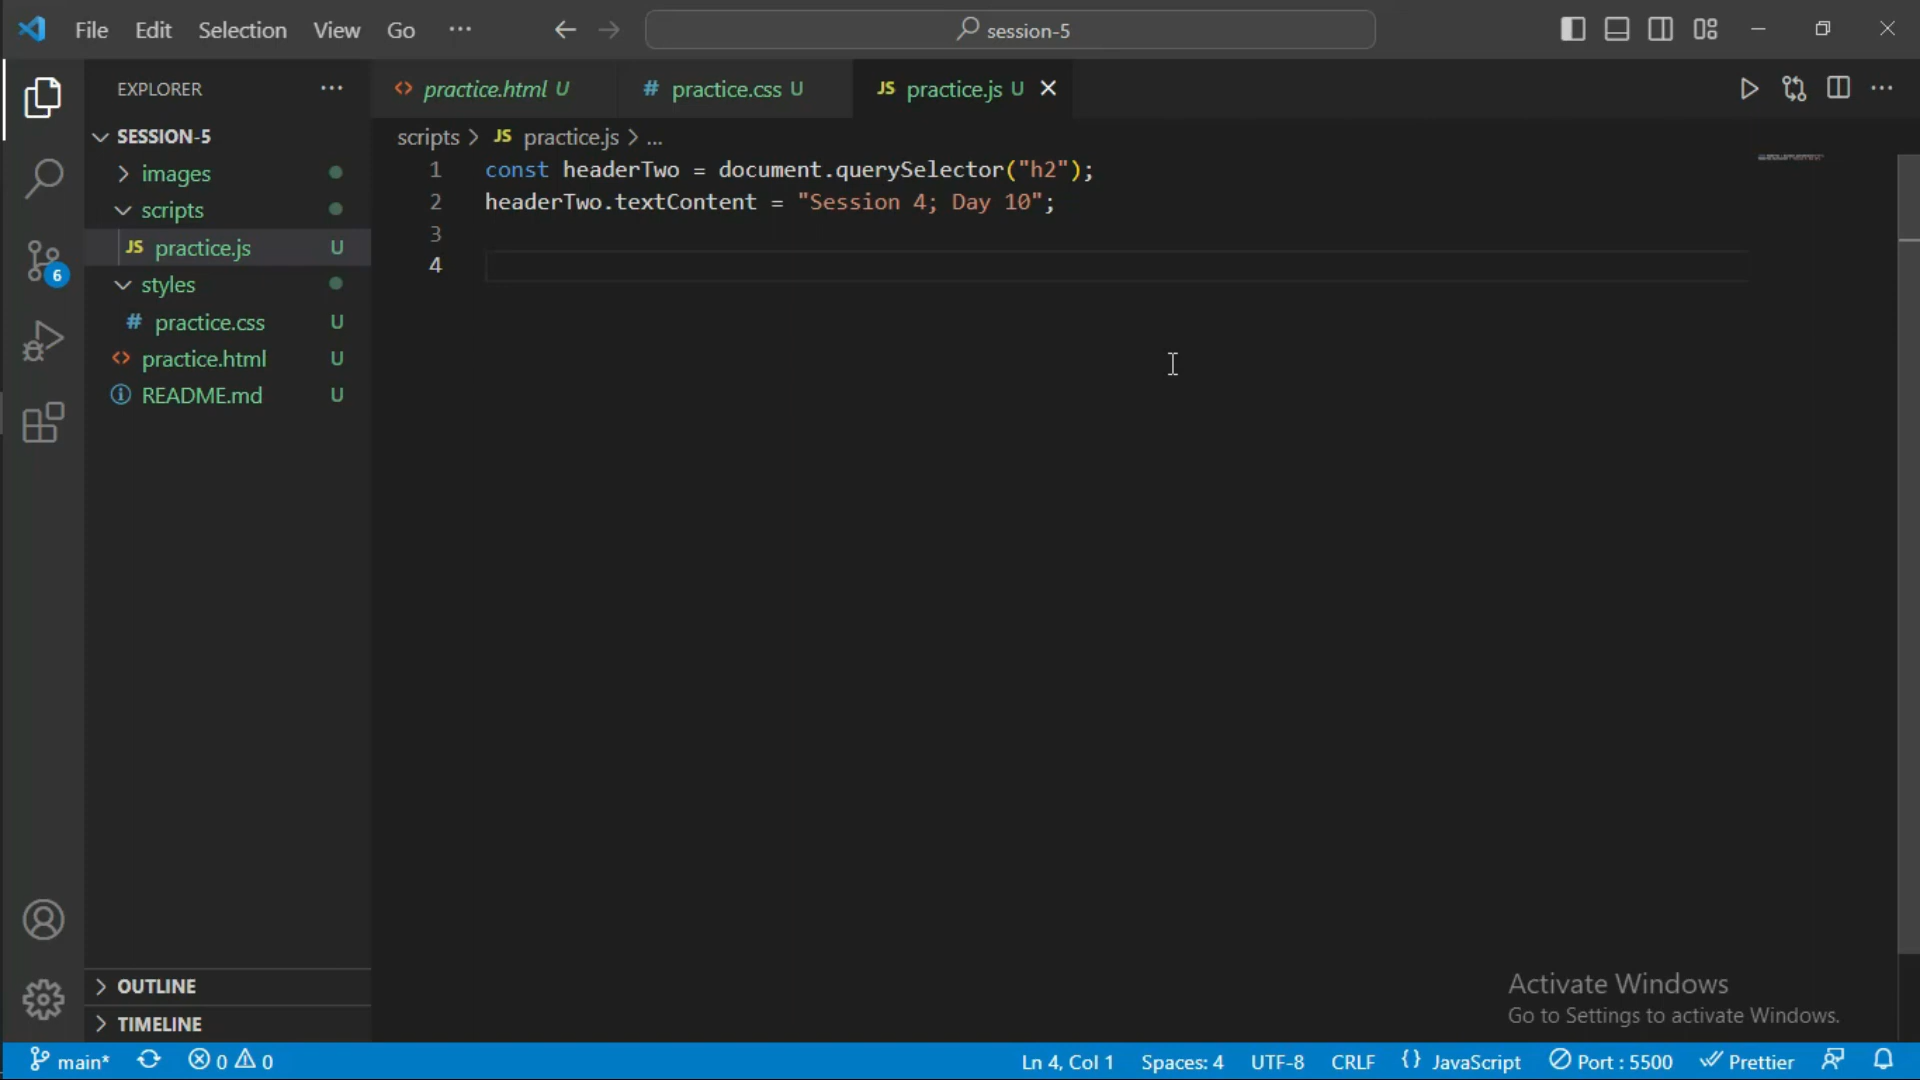 File Edit Selection View Go ... session-5
EXPLORER ...
practice.html U
practice.css U
JS practice.js U
SESSION-5
images
scripts
JS practice.js U
styles
# practice.css U
<> practice.html U
README.md U
scripts > JS practice.js > ...
1 const headerTwo = document.querySelector("h2");
2 headerTwo.textContent = "Session 4; Day 10";
3
4
6
OUTLINE
TIMELINE
Activate Windows
Go to Settings to activate Windows.
main* 0 0 Ln 4, Col 1 Spaces: 4 UTF-8 CRLF {} JavaScript Port : 5500 Prettier